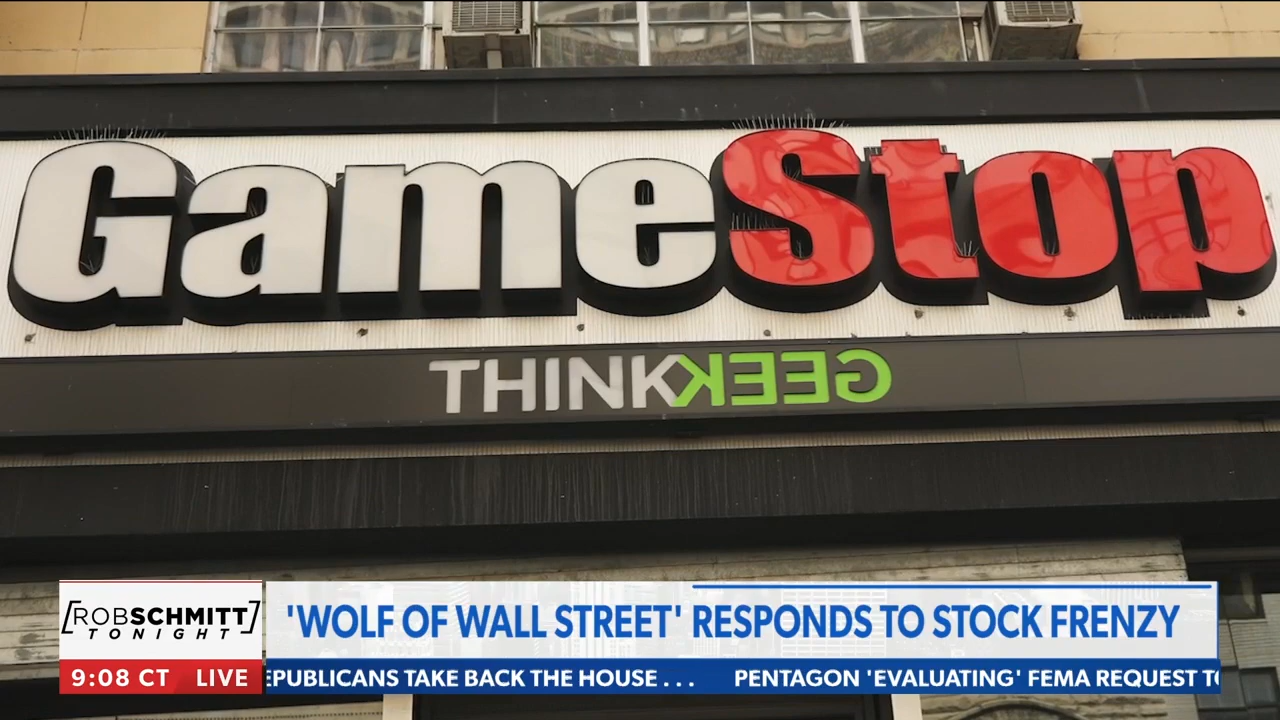 GameStop
THINKGEEK
[ROBSCHMITT]
TONIGHT
'WOLF OF WALL STREET' RESPONDS TO STOCK FRENZY
9:08 CT LIVE
EPUBLICANS TAKE BACK THE HOUSE . . . PENTAGON 'EVALUATING' FEMA REQUEST TO